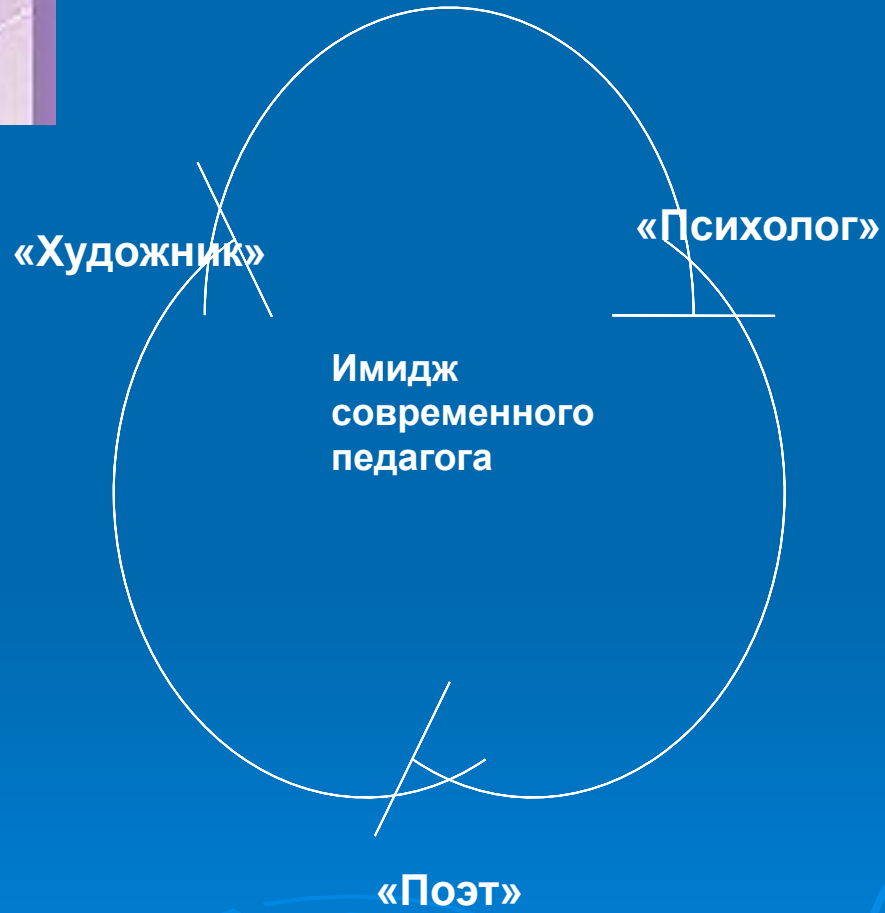 «Психолог»
«Художник»
Имидж
современного
педагога
«Поэт»